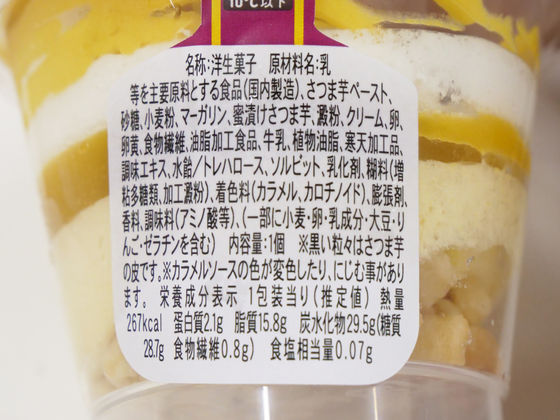 10℃以下
名称:洋生菓子 原材料名:乳
等を主要原料とする食品(国内製造)、さつま芋ペースト、
砂糖、小麦粉、マーガリン、蜜漬けさつま芋、澱粉、クリーム、卵、
卵黄、食物繊維、油脂加工食品、牛乳、植物油脂、寒天加工品、
調味エキス、水飴/トレハロース、ソルビット、乳化剤、糊料(増
粘多糖類、加工澱粉)、着色料(カラメル、カロチノイド)、膨張剤、
香料、調味料(アミノ酸等)、(一部に小麦・卵・乳成分・大豆・り
んご・ゼラチンを含む) 内容量:1個 ※黒い粒々はさつま芋
の皮です。※カラメルソースの色が変色したり、にじむ事があり
ます。 栄養成分表示 1包装当り(推定値) 熱量
267kcal 蛋白質2.1g 脂質15.8g 炭水化物29.5g(糖質
28.7g 食物繊維0.8g) 食塩相当量0.07g